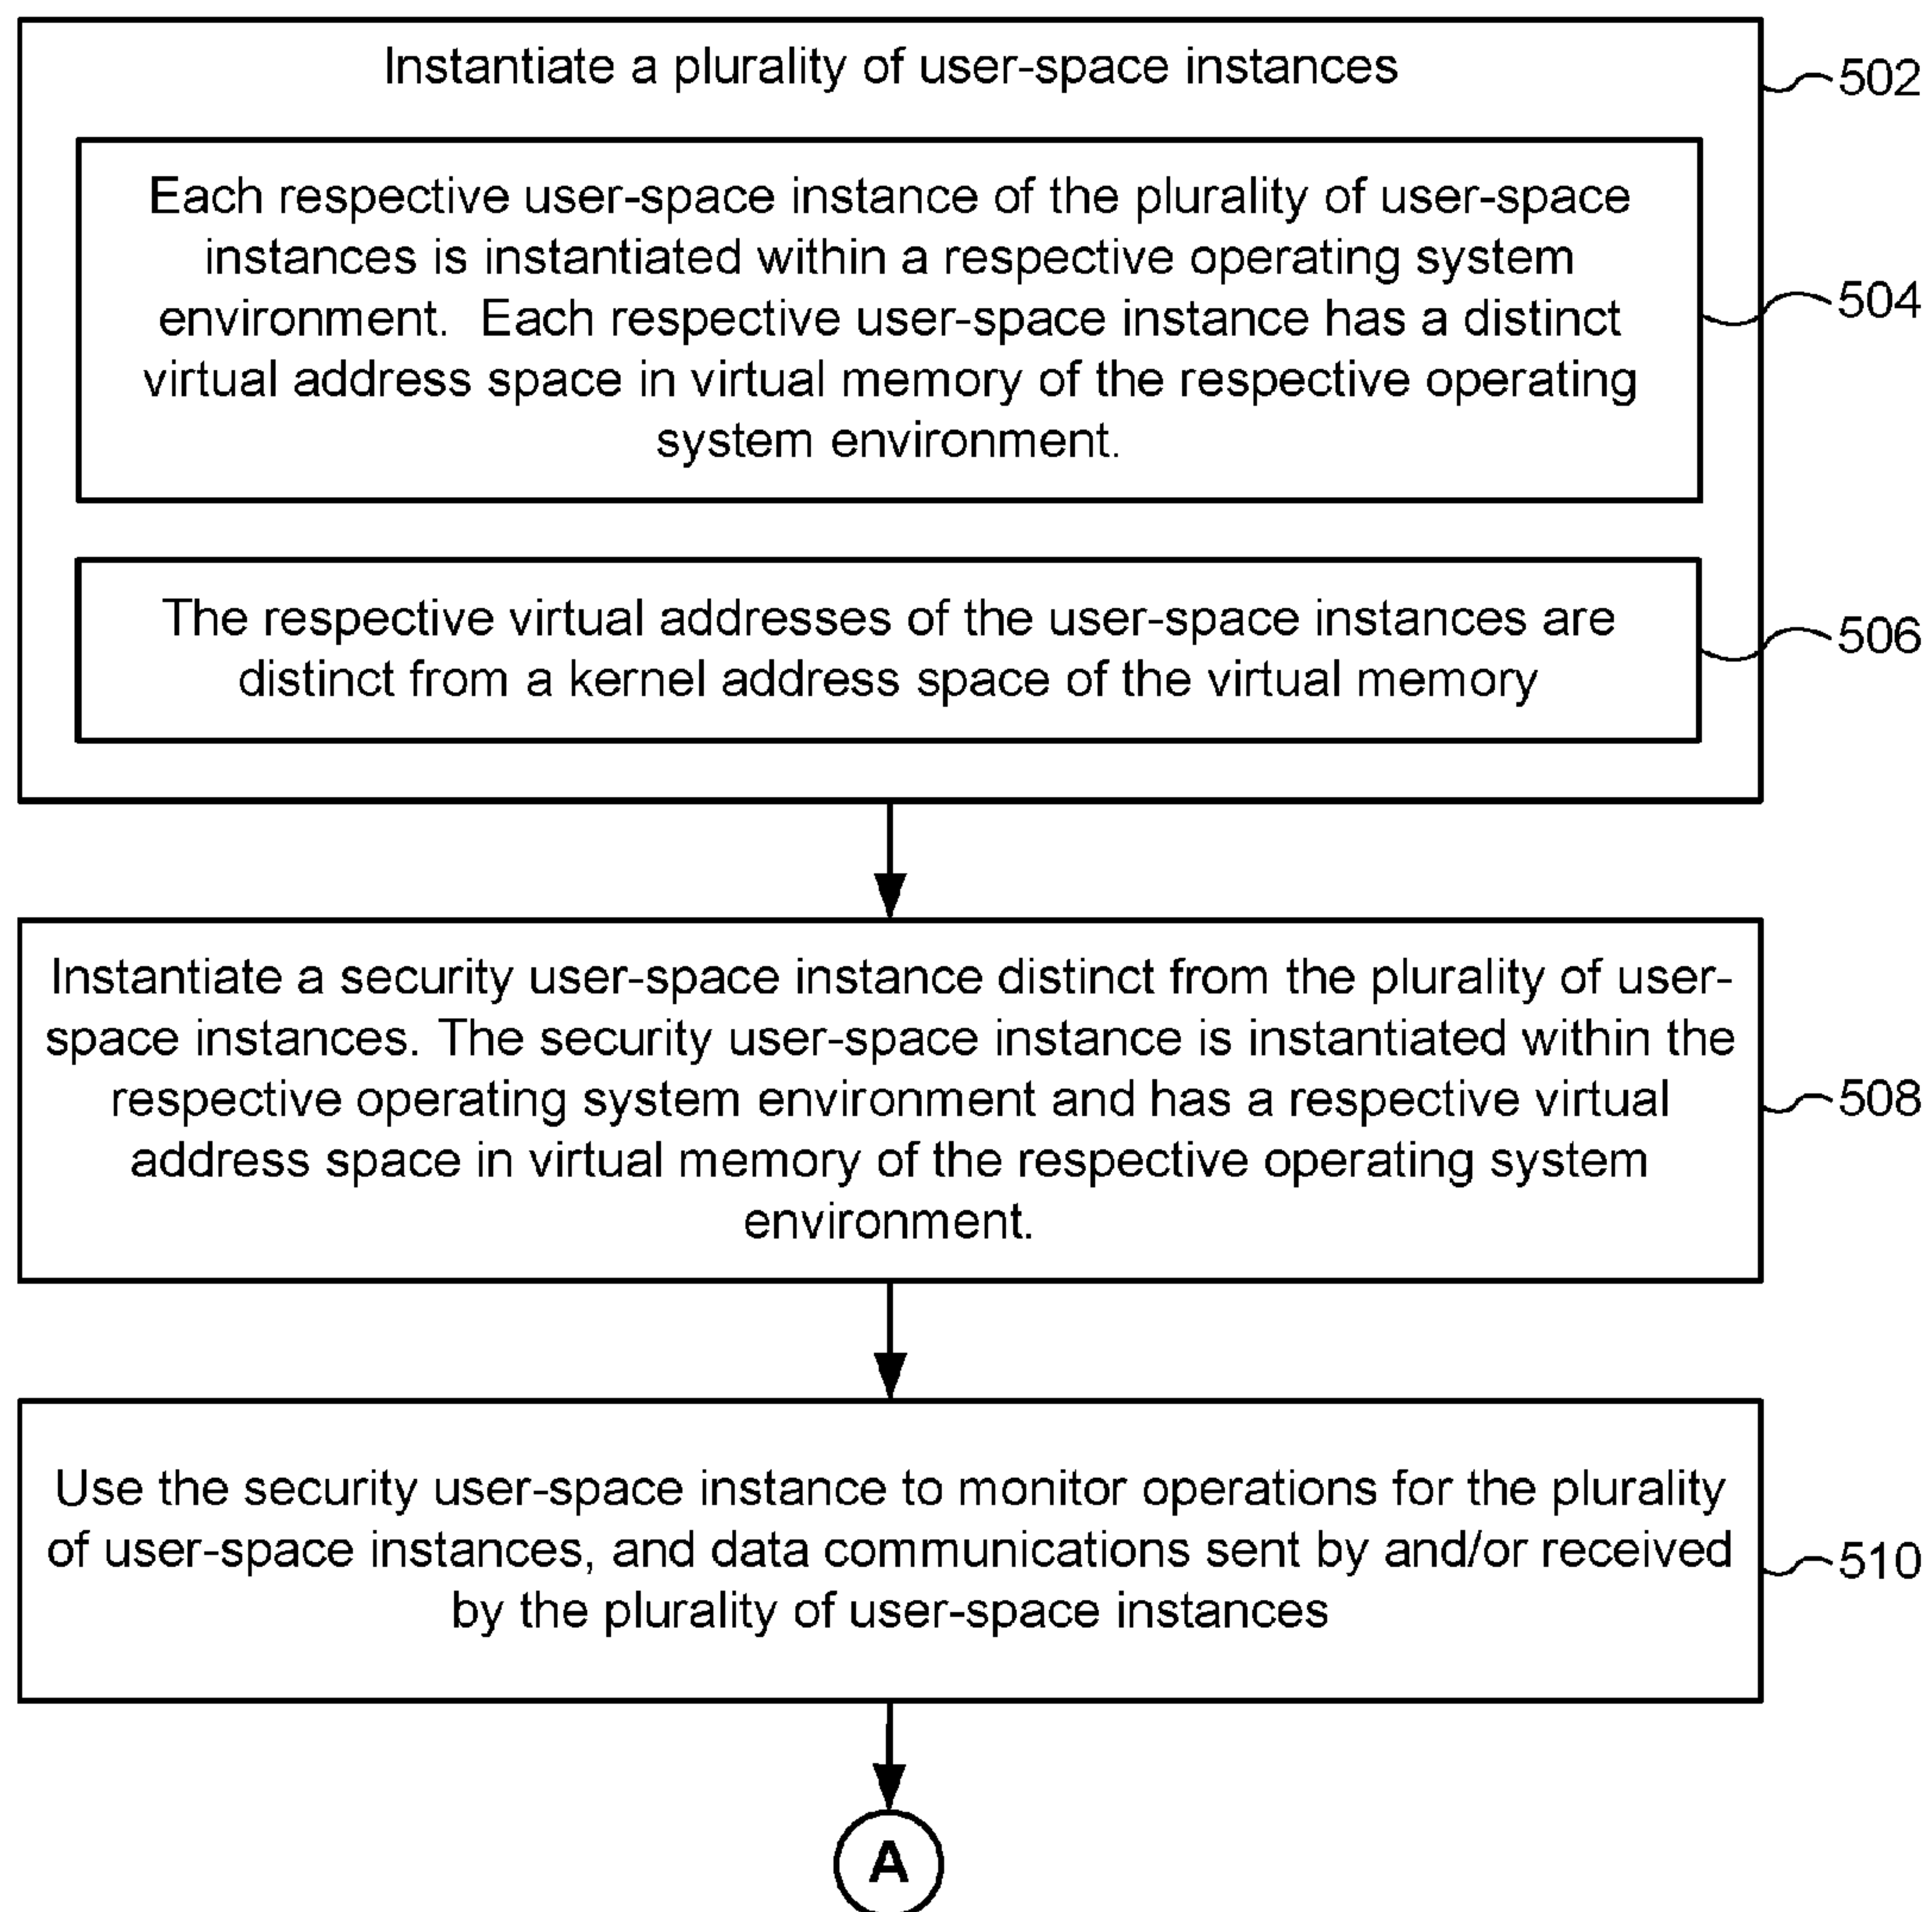 Instantiate a plurality of user-space instances
502
Each respective user-space instance of the plurality of user-space
instances is instantiated within a respective operating system
environment.  Each respective user-space instance has a distinct
virtual address space in virtual memory of the respective operating
system environment.
504
The respective virtual addresses of the user-space instances are
distinct from a kernel address space of the virtual memory
506
Instantiate a security user-space instance distinct from the plurality of user-
space instances. The security user-space instance is instantiated within the
respective operating system environment and has a respective virtual
address space in virtual memory of the respective operating system
environment.
508
Use the security user-space instance to monitor operations for the plurality
of user-space instances, and data communications sent by and/or received
by the plurality of user-space instances
510
A